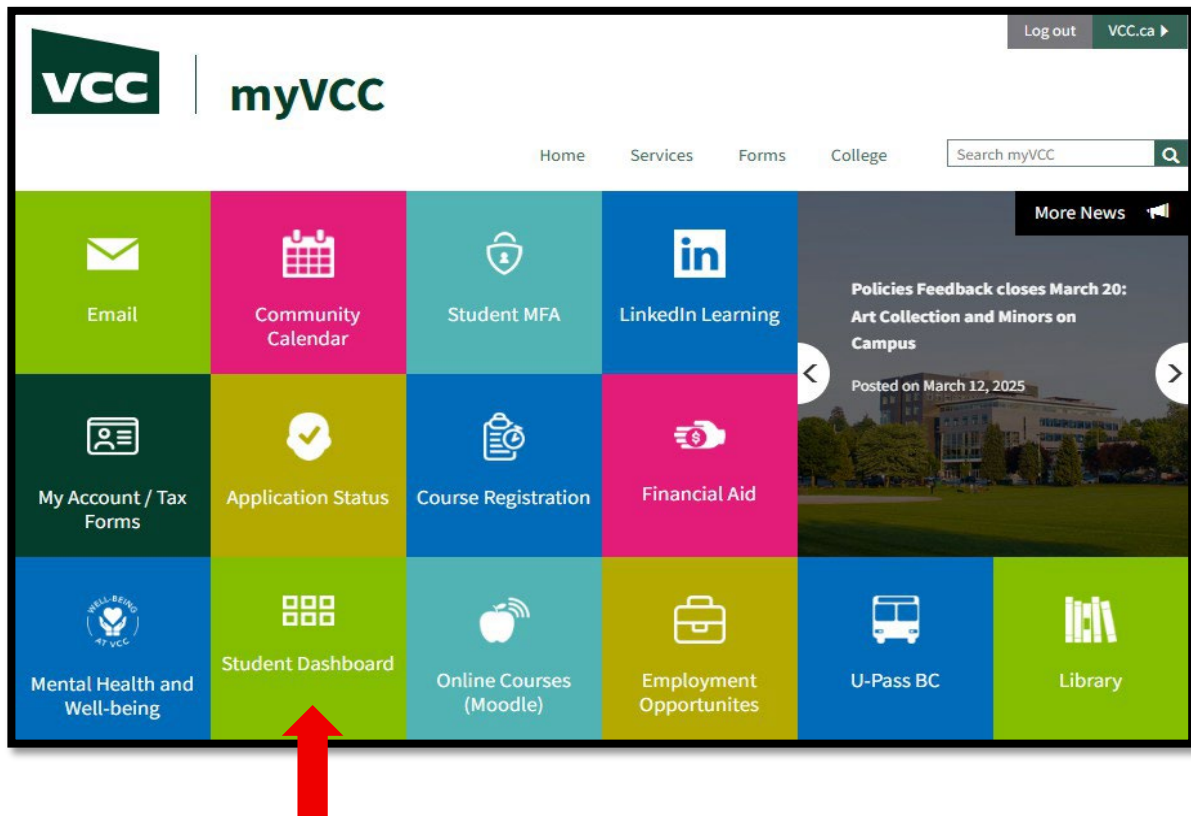 Log out
VCC.ca
VCC
myVCC
Home
Services
Forms
College
Search myVCC
Email
Community
Calendar
Student MFA
LinkedIn Learning
in
More News
Policies Feedback closes March 20:
Art Collection and Minors on
Campus
Posted on March 12, 2025
My Account / Tax
Forms
Application Status
Course Registration
Financial Aid
WELL-BEING
AT VCC
Mental Health and
Well-being
Student Dashboard
Online Courses
(Moodle)
Employment
Opportunites
U-Pass BC
Library